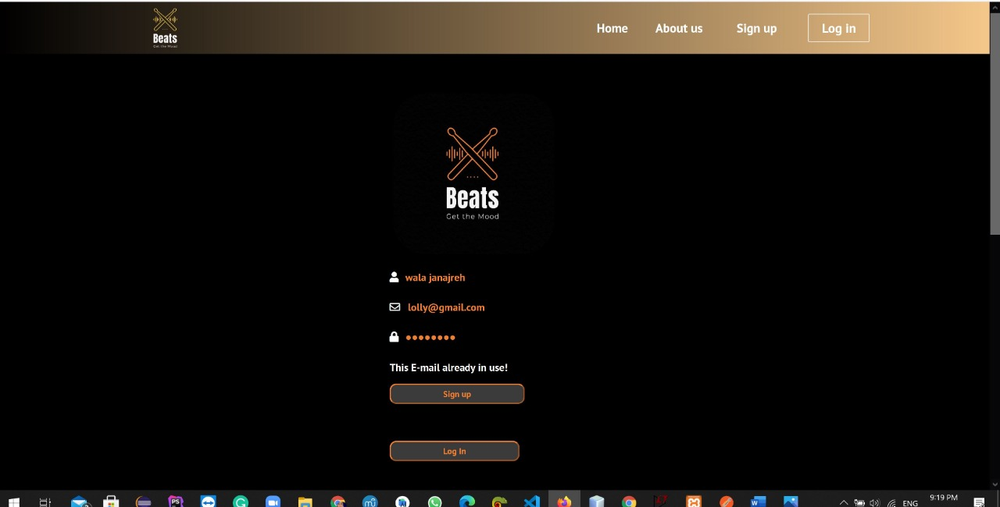 Beats
Get the Mood
Home About us Sign up Log in
Beats
Get the Mood
wala janajreh
lolly@gmail.com
This E-mail already in use!
Sign up
Log In
PS
W
ENG
9:19 PM